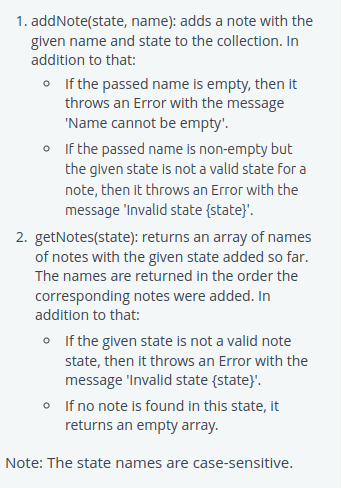 1. addNote(state, name): adds a note with the
given name and state to the collection. In
addition to that:
○ If the passed name is empty, then it
throws an Error with the message
'Name cannot be empty'.
○ If the passed name is non-empty but
the given state is not a valid state for a
note, then it throws an Error with the
message 'Invalid state {state}'.
2. getNotes(state): returns an array of names
of notes with the given state added so far.
The names are returned in the order the
corresponding notes were added. In
addition to that:
○ If the given state is not a valid note
state, then it throws an Error with the
message 'Invalid state {state}'.
○ If no note is found in this state, it
returns an empty array.
Note: The state names are case-sensitive.